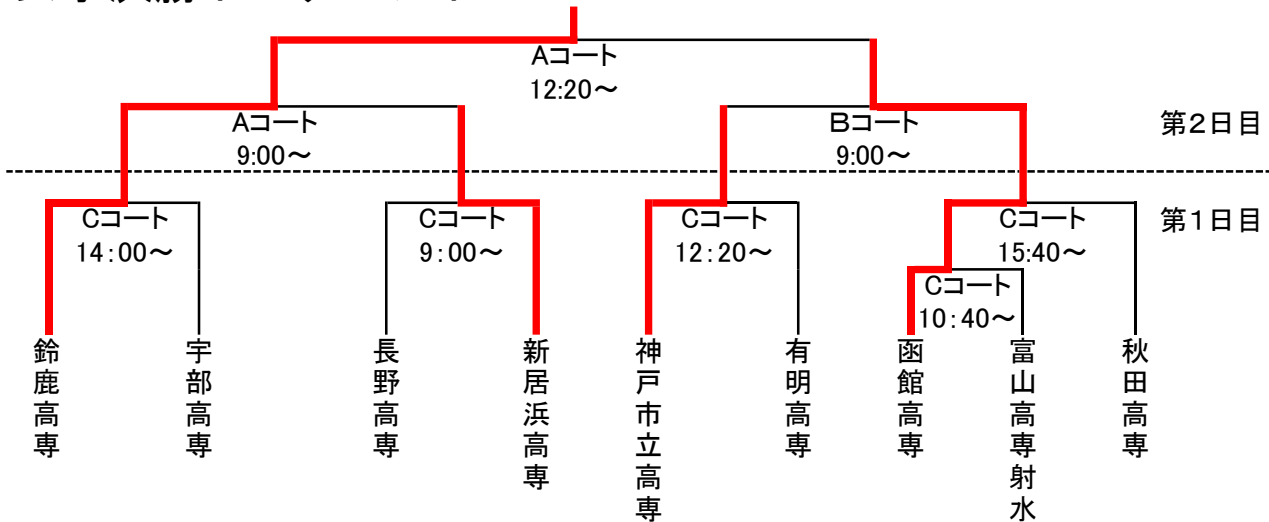 Aコート
12:20～
Aコート
9:00～
Bコート
9:00～
第2日目
Cコート
14:00～
Cコート
9:00～
Cコート
12:20～
Cコート
15:40～
第1日目
Cコート
10:40～
鈴鹿高専
宇部高専
長野高専
新居浜高専
神戸市立高専
有明高専
函館高専
富山高専射水
秋田高専